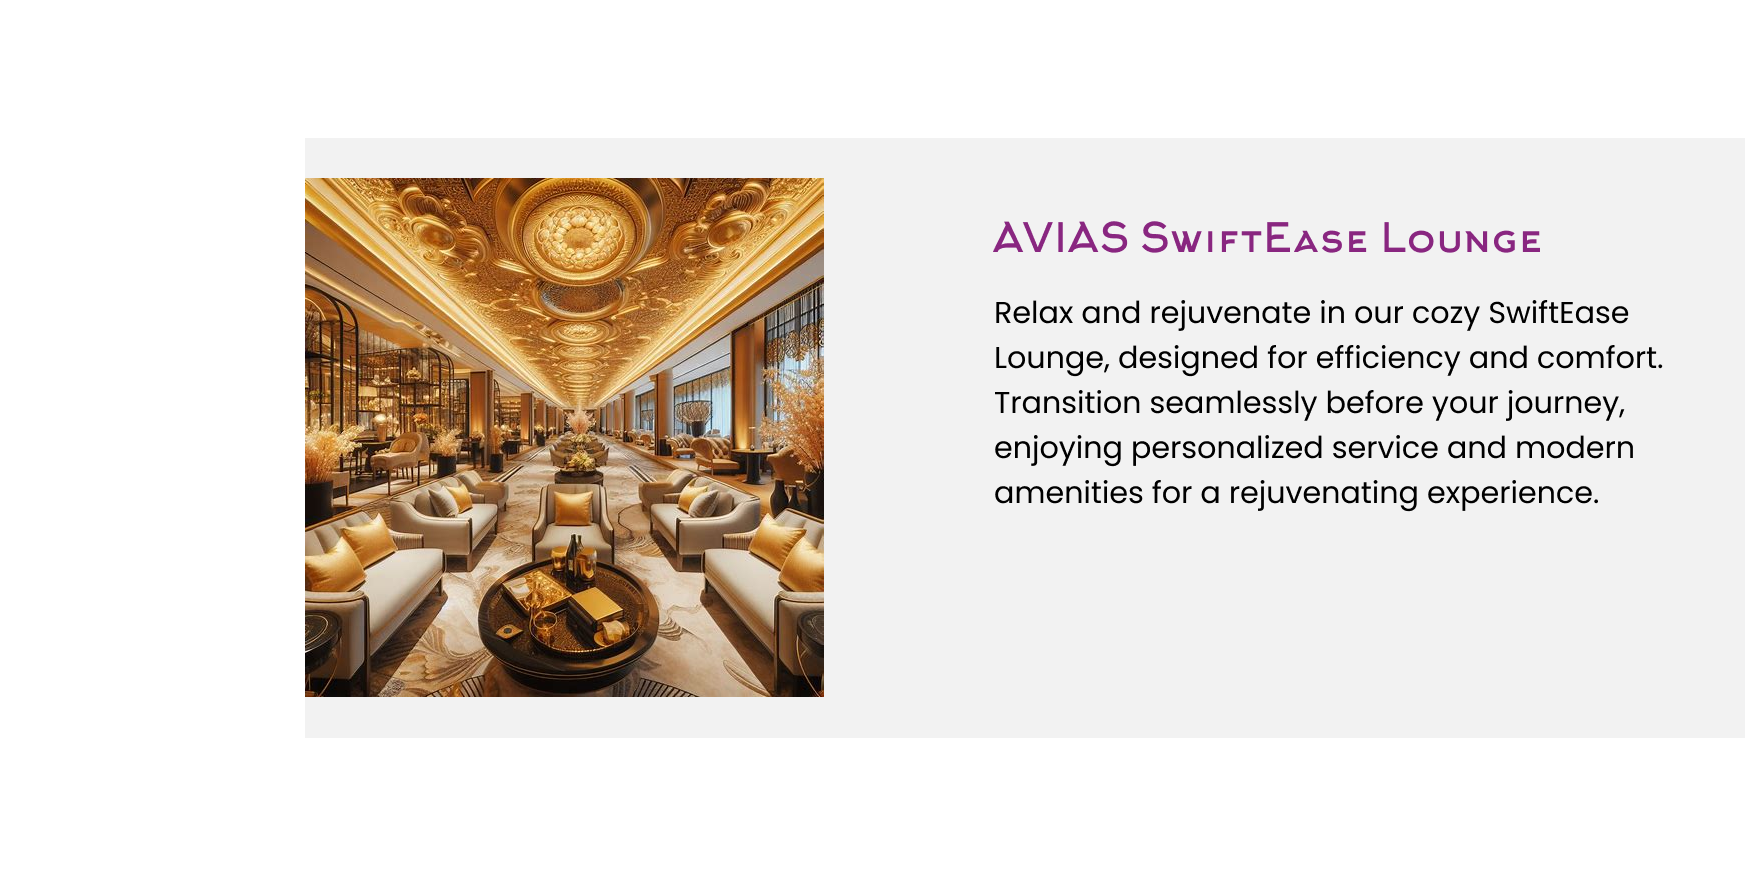 AVIAS SwiftEase Lounge
Relax and rejuvenate in our cozy SwiftEase
Lounge, designed for efficiency and comfort.
Transition seamlessly before your journey,
enjoying personalized service and modern
amenities for a rejuvenating experience.